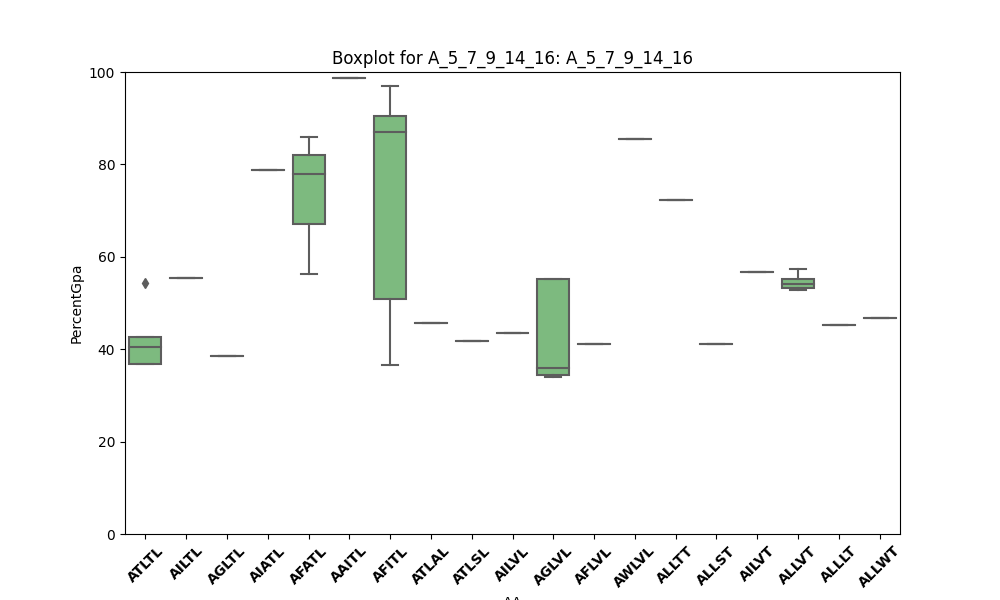 Boxplot for A_5_7_9_14_16: A_5_7_9_14_16
100
80
60
40
20
0
PercentGpa
ATLTL
AILTL
AGLTL
AIATL
AFATL
AAITL
AFITL
ATLAL
ATLSL
AILVL
AGLVL
AFLVL
AWLVL
ALLTT
ALLST
AILVT
ALLVT
ALLLT
ALLWT